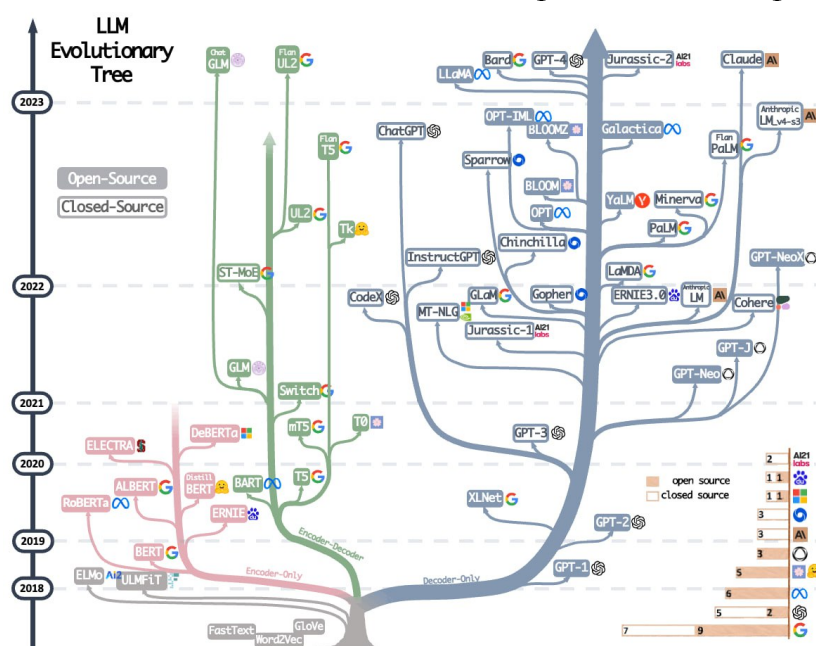 LLM
Evolutionary
Tree
Open-Source
Closed-Source
2023
2022
2021
2020
2019
2018
Chat
GLM
Flan
UL2
Flan
T5
UL2
Tk
ST-MoE
GLM
Switch
mT5
T0
BART
T5
Encoder-Decoder
DeBERTa
ELECTRA
ALBERT
Distill
BERT
RoBERTa
ERNIE
BERT
Encoder-Only
ELMo
Ai2
ULMFiT
FastText
Word2Vec
GloVe
Bard
GPT-4
Jurassic-2
AI21
labs
Claude
A\
LLaMA
ChatGPT
OPT-IML
BLOOMZ
Galactica
Anthropic
LM_v4-s3
A\
Flan
PaLM
Sparrow
BLOOM
OPT
YaLM
Minerva
PaLM
Chinchilla
InstructGPT
GPT-NeoX
CodeX
LaMDA
GLaM
Gopher
ERNIE3.0
Anthropic
LM
A\
Cohere
MT-NLG
Jurassic-1
AI21
labs
GPT-J
GPT-Neo
GPT-3
XLNet
GPT-2
GPT-1
Decoder-Only
open source
closed source
2 AI21
labs
1 1
1 1
3
3 A\
3
5
6
5 2
7 9